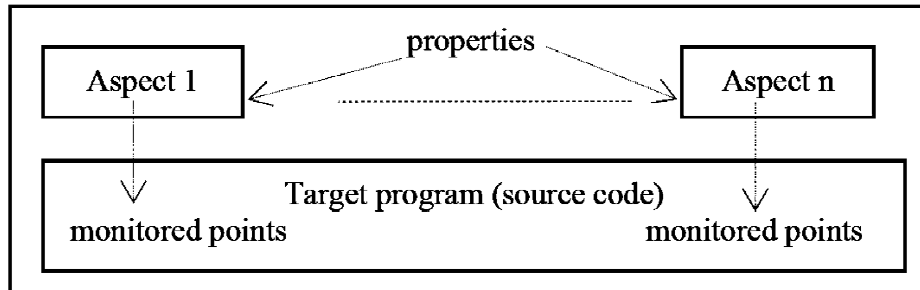 properties
Aspect 1
Aspect n
Target program (source code)
monitored points
monitored points